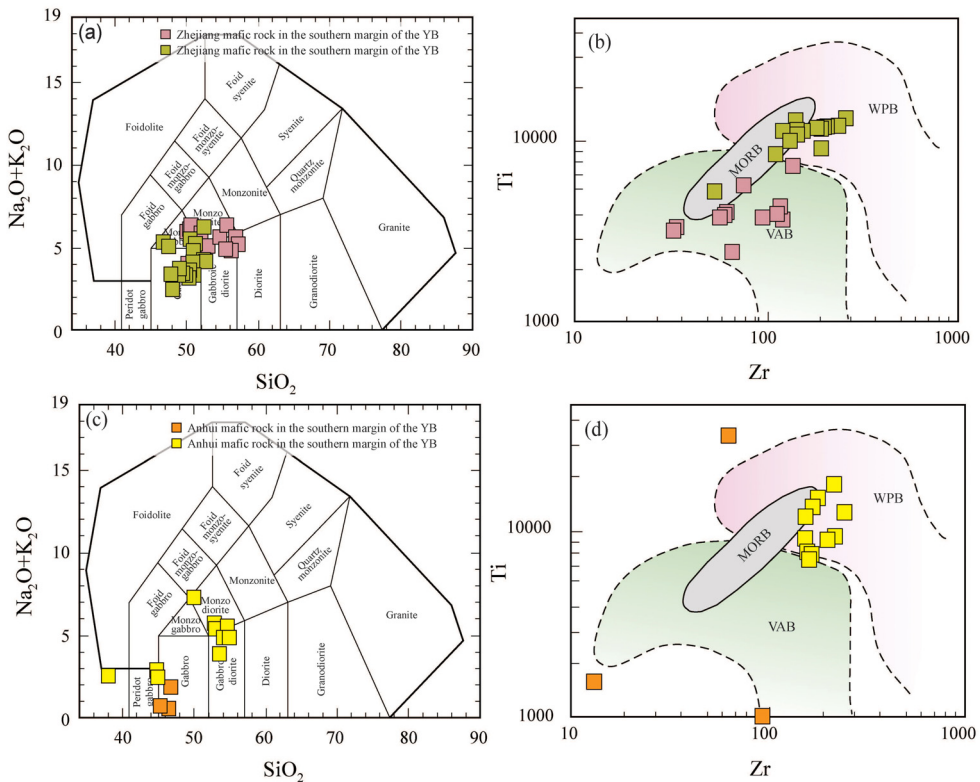 (a)
Zhejiang mafic rock in the southern margin of the YB
Zhejiang mafic rock in the southern margin of the YB
19
15
10
5
0
Na2O+K2O
40
50
60
70
80
90
SiO2
Foidolite
Foid
syenite
Foid
monzo-
syenite
Syenite
Foid
monzo-
gabbro
Quartz
monzonite
Foid
gabbro
Monzonite
Monzo
diorite
gabbro
Granite
Peridot
gabbro
Gabbro
diorite
Diorite
Granodiorite
(b)
10000
1000
Ti
10
100
1000
Zr
WPB
MORB
VAB
(c)
Anhui mafic rock in the southern margin of the YB
Anhui mafic rock in the southern margin of the YB
19
15
10
5
0
Na2O+K2O
40
50
60
70
80
90
SiO2
Foidolite
Foid
syenite
Foid
monzo-
syenite
Syenite
Foid
monzo-
gabbro
Quartz
monzonite
Foid
gabbro
Monzonite
Monzo
diorite
Monzo
gabbro
Granite
Peridot
gabbro
Gabbro
Gabbro
diorite
Diorite
Granodiorite
(d)
10000
1000
Ti
10
100
1000
Zr
WPB
MORB
VAB